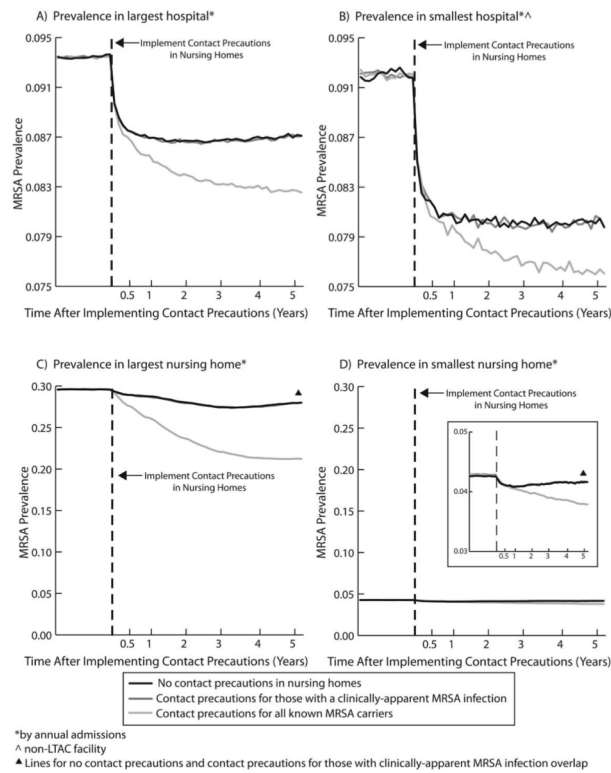 A) Prevalence in largest hospital*
0.095
0.091
0.087
0.083
0.079
0.075
MRSA Prevalence
Implement Contact Precautions
in Nursing Homes
0.5 1 2 3 4 5
Time After Implementing Contact Precautions (Years)
B) Prevalence in smallest hospital*^
0.095
0.091
0.087
0.083
0.079
0.075
MRSA Prevalence
Implement Contact Precautions
in Nursing Homes
0.5 1 2 3 4 5
Time After Implementing Contact Precautions (Years)
C) Prevalence in largest nursing home*
0.30
0.25
0.20
0.15
0.10
0.05
0.00
MRSA Prevalence
▲
Implement Contact Precautions
in Nursing Homes
0.5 1 2 3 4 5
Time After Implementing Contact Precautions (Years)
D) Prevalence in smallest nursing home*
0.30
0.25
0.20
0.15
0.10
0.05
0.00
MRSA Prevalence
Implement Contact Precautions
in Nursing Homes
0.05
0.04
0.03
▲
0.5 1 2 3 4 5
0.5 1 2 3 4 5
Time After Implementing Contact Precautions (Years)
No contact precautions in nursing homes
Contact precautions for those with a clinically-apparent MRSA infection
Contact precautions for all known MRSA carriers
*by annual admissions
^ non-LTAC facility
▲ Lines for no contact precautions and contact precautions for those with clinically-apparent MRSA infection overlap